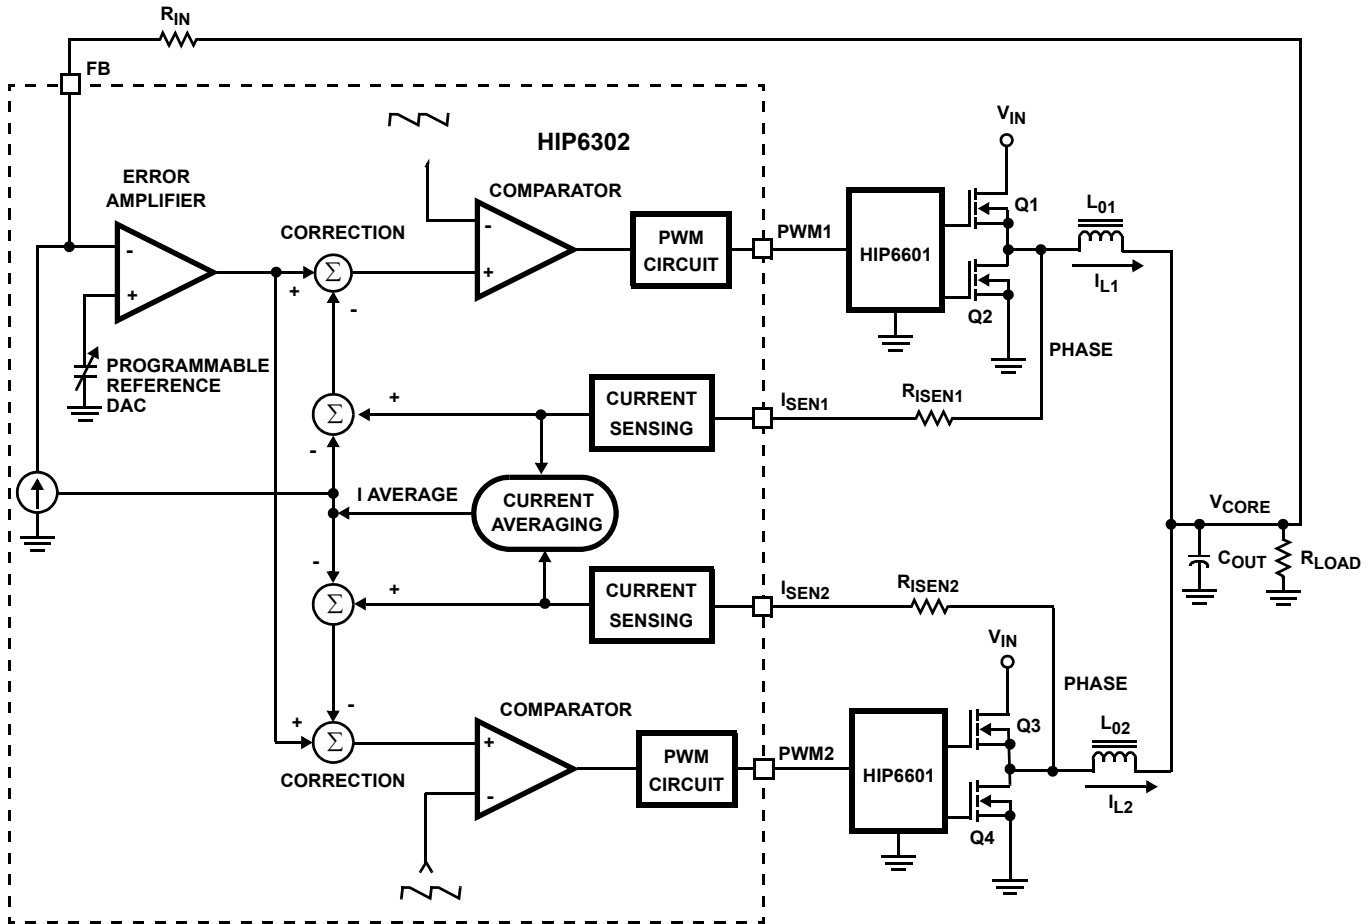 RIN
FB
HIP6302
VIN
ERROR
AMPLIFIER
COMPARATOR
CORRECTION
-
+
-
+
+
Σ
-
PWM
CIRCUIT
PWM1
HIP6601
Q1
Q2
L01
IL1
PHASE
PROGRAMMABLE
REFERENCE
DAC
Σ
+
-
CURRENT
SENSING
ISEN1
RISEN1
I AVERAGE
CURRENT
AVERAGING
VCORE
COUT
RLOAD
-
Σ
+
CURRENT
SENSING
ISEN2
RISEN2
VIN
PHASE
-
+
Σ
CORRECTION
COMPARATOR
+
-
PWM
CIRCUIT
PWM2
HIP6601
Q3
Q4
L02
IL2